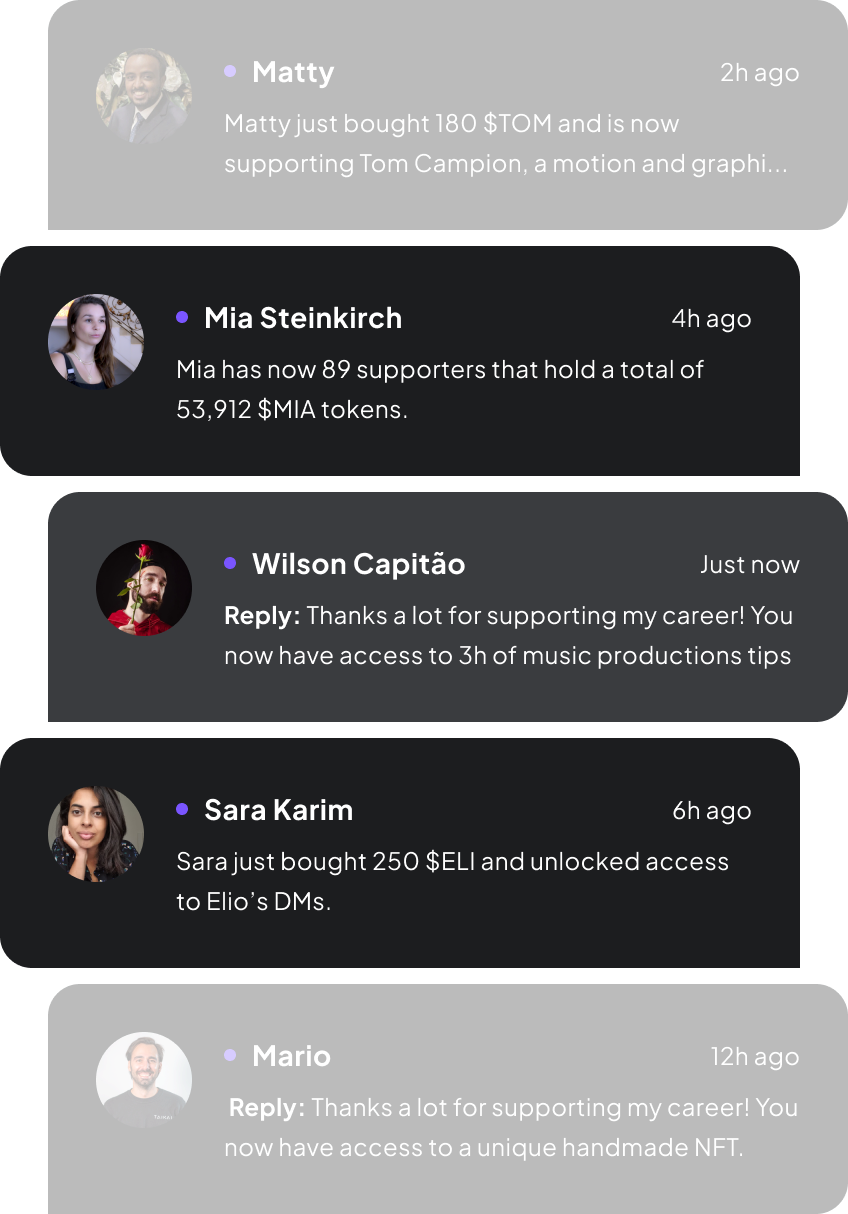 Matty
2h ago
Matty just bought 180 $TOM and is now
supporting Tom Campion, a motion and graphi...
Mia Steinkirch
4h ago
Mia has now 89 supporters that hold a total of
53,912 $MIA tokens.
Wilson Capitão
Just now
Reply: Thanks a lot for supporting my career! You
now have access to 3h of music productions tips
Sara Karim
6h ago
Sara just bought 250 $ELI and unlocked access
to Elio’s DMs.
Mario
12h ago
Reply: Thanks a lot for supporting my career! You
now have access to a unique handmade NFT.